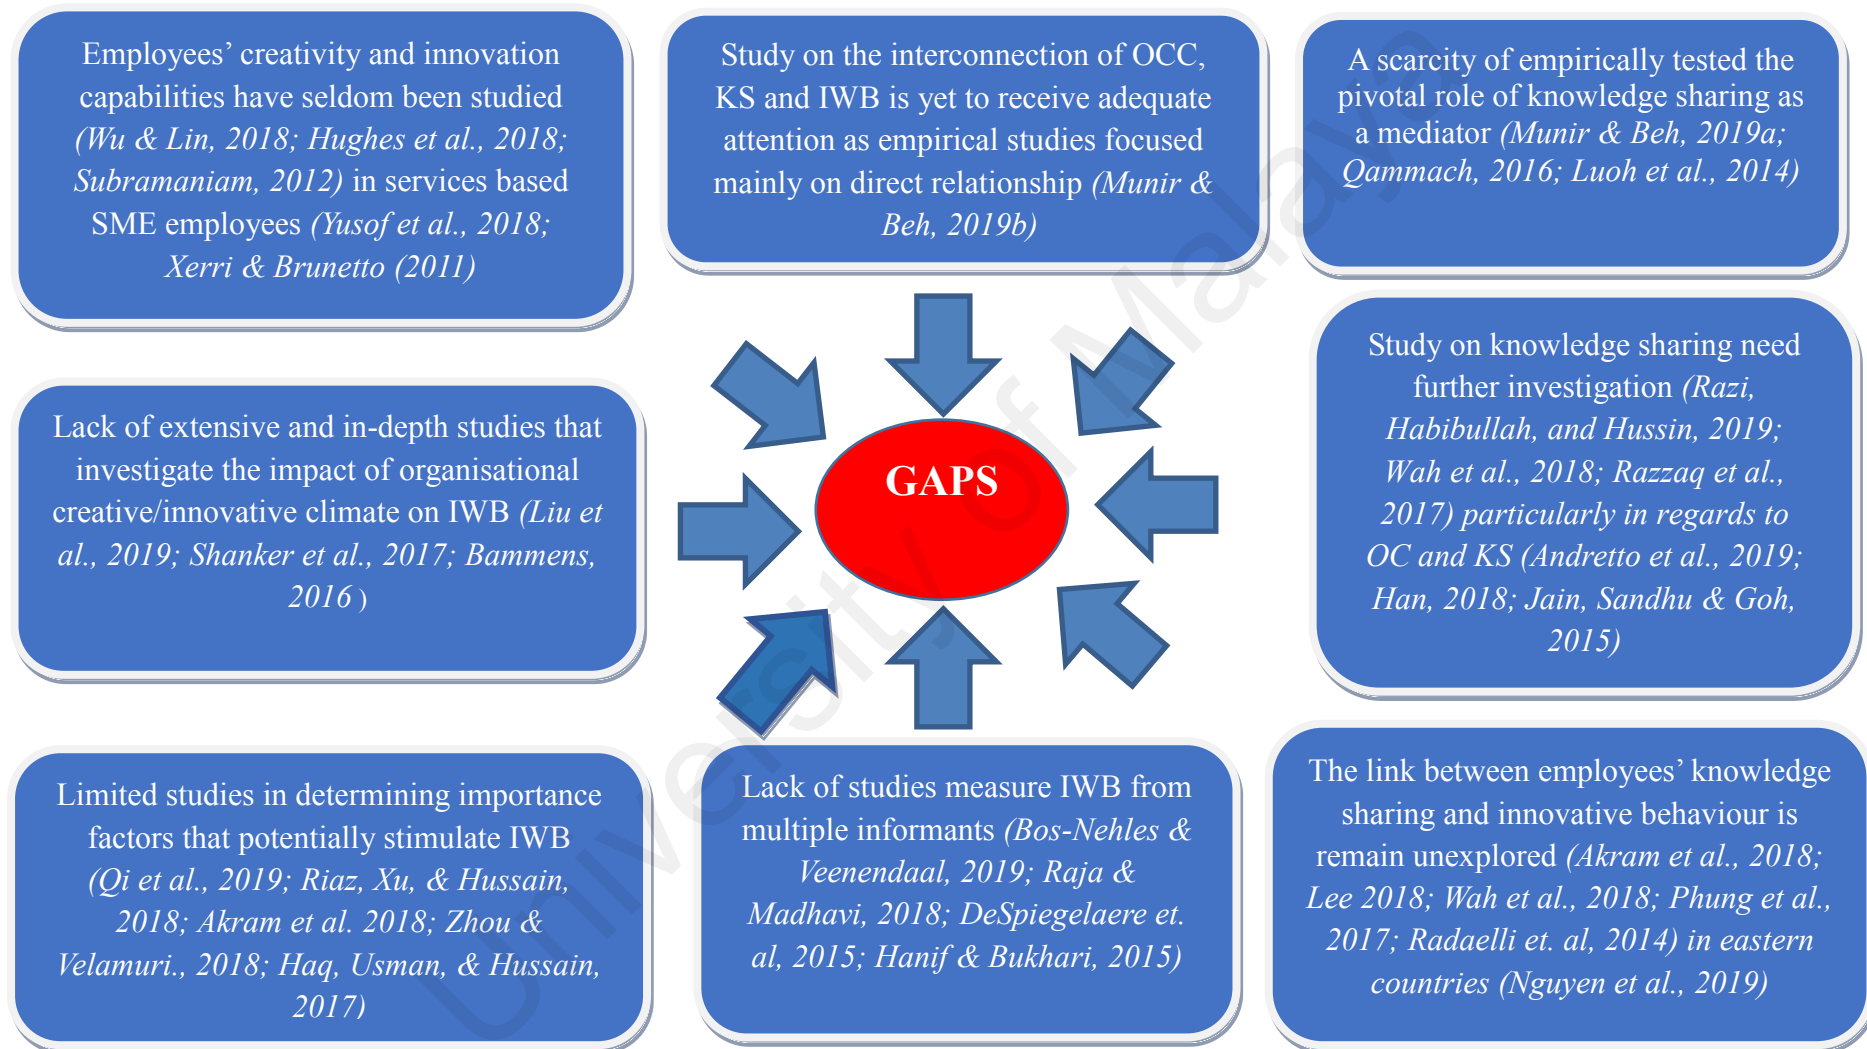 Employees’ creativity and innovation
capabilities have seldom been studied
(Wu & Lin, 2018; Hughes et al., 2018;
Subramaniam, 2012) in services based
SME employees (Yusof et al., 2018;
Xerri & Brunetto (2011)
Study on the interconnection of OCC,
KS and IWB is yet to receive adequate
attention as empirical studies focused
mainly on direct relationship (Munir &
Beh, 2019b)
A scarcity of empirically tested the
pivotal role of knowledge sharing as
a mediator (Munir & Beh, 2019a;
Qammach, 2016; Luoh et al., 2014)
Lack of extensive and in-depth studies that
investigate the impact of organisational
creative/innovative climate on IWB (Liu et
al., 2019; Shanker et al., 2017; Bammens,
2016 )
GAPS
Study on knowledge sharing need
further investigation (Razi,
Habibullah, and Hussin, 2019;
Wah et al., 2018; Razzaq et al.,
2017) particularly in regards to
OC and KS (Andretto et al., 2019;
Han, 2018; Jain, Sandhu & Goh,
2015)
Limited studies in determining importance
factors that potentially stimulate IWB
(Qi et al., 2019; Riaz, Xu, & Hussain,
2018; Akram et al. 2018; Zhou &
Velamuri., 2018; Haq, Usman, & Hussain,
2017)
Lack of studies measure IWB from
multiple informants (Bos-Nehles &
Veenendaal, 2019; Raja &
Madhavi, 2018; DeSpiegelaere et.
al, 2015; Hanif & Bukhari, 2015)
The link between employees’ knowledge
sharing and innovative behaviour is
remain unexplored (Akram et al., 2018;
Lee 2018; Wah et al., 2018; Phung et al.,
2017; Radaelli et. al, 2014) in eastern
countries (Nguyen et al., 2019)
University of Malaya